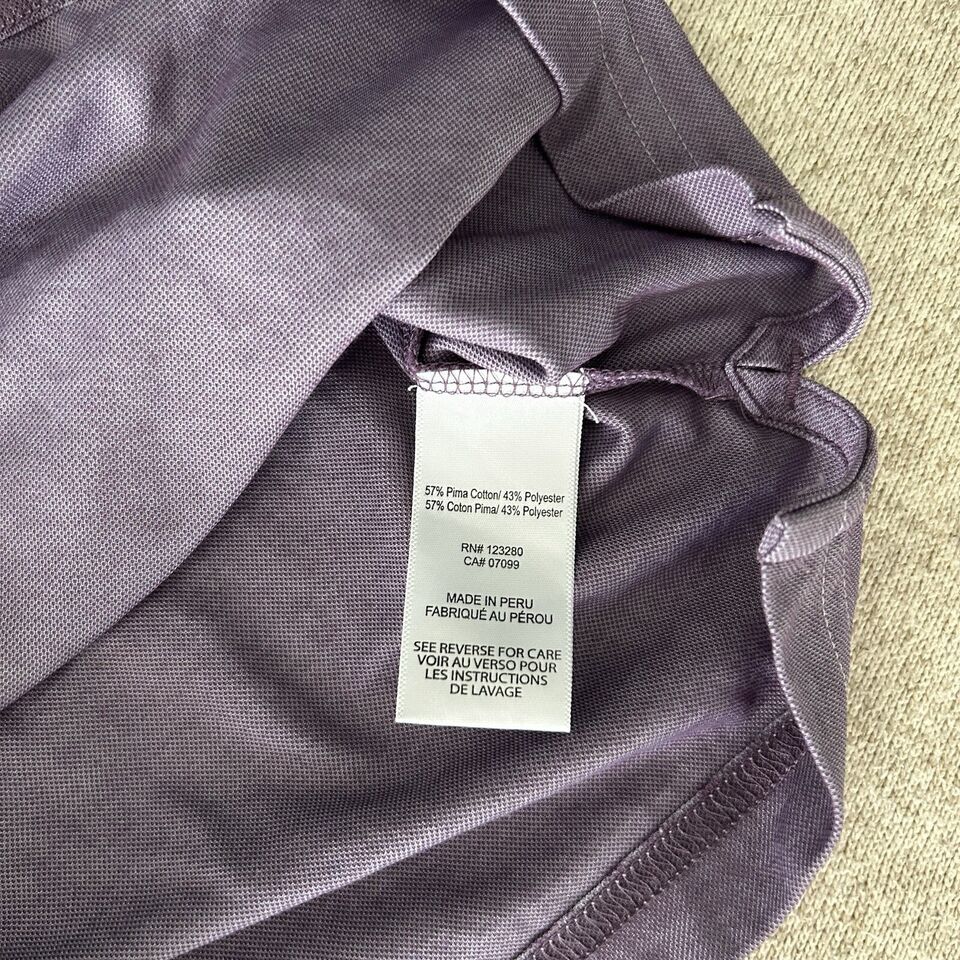 57% Pima Cotton/ 43% Polyester
57% Coton Pima/ 43% Polyester
RN# 123280
CA# 07099
MADE IN PERU
FABRIQUÉ AU PÉROU
SEE REVERSE FOR CARE
VOIR AU VERSO POUR
LES INSTRUCTIONS
DE LAVAGE